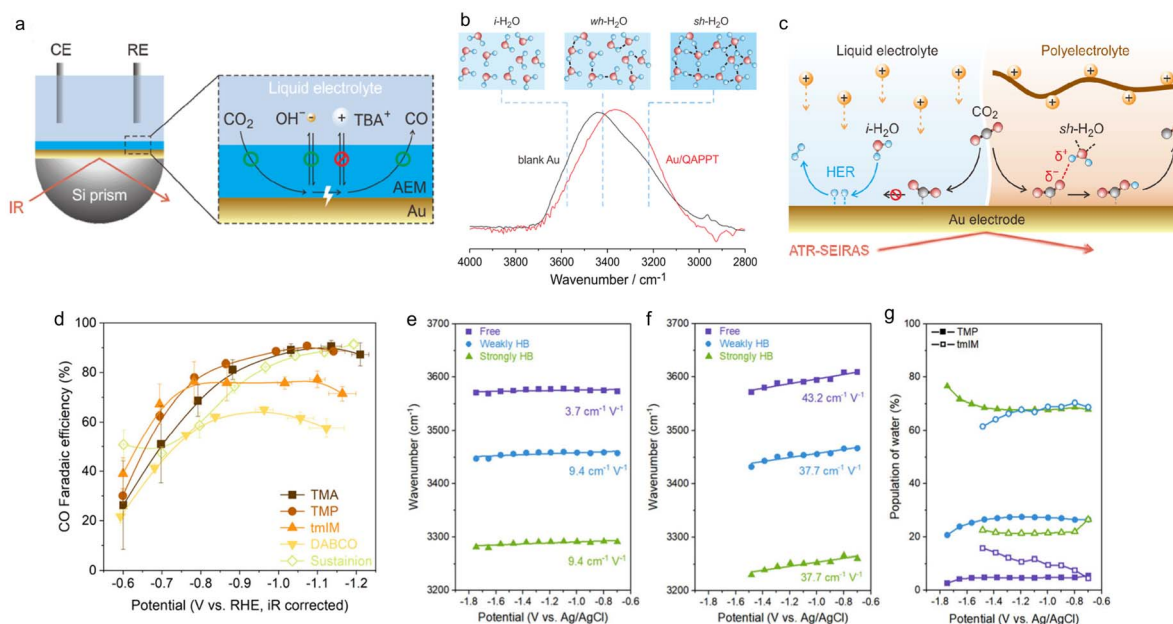 a
CE
RE
IR
Si prism
Liquid electrolyte
CO₂
OH⁻
TBA⁺
CO
AEM
Au
b
i-H₂O
wh-H₂O
sh-H₂O
blank Au
Au/QAPPT
4000 3800 3600 3400 3200 3000 2800
Wavenumber / cm⁻¹
c
Liquid electrolyte
Polyelectrolyte
CO₂
i-H₂O
sh-H₂O
HER
δ⁺
δ⁻
Au electrode
ATR-SEIRAS
d
CO Faradaic efficiency (%)
100
80
60
40
20
0
TMA
TMP
tmIM
DABCO
Sustainion
-0.6 -0.7 -0.8 -0.9 -1.0 -1.1 -1.2
Potential (V vs. RHE, iR corrected)
e
Wavenumber (cm⁻¹)
3700
3600
3500
3400
3300
3200
Free
Weakly HB
Strongly HB
3.7 cm⁻¹ V⁻¹
9.4 cm⁻¹ V⁻¹
9.4 cm⁻¹ V⁻¹
-1.8 -1.6 -1.4 -1.2 -1.0 -0.8 -0.6
Potential (V vs. Ag/AgCl)
f
Wavenumber (cm⁻¹)
3700
3600
3500
3400
3300
3200
Free
Weakly HB
Strongly HB
43.2 cm⁻¹ V⁻¹
37.7 cm⁻¹ V⁻¹
37.7 cm⁻¹ V⁻¹
-1.8 -1.6 -1.4 -1.2 -1.0 -0.8 -0.6
Potential (V vs. Ag/AgCl)
g
Population of water (%)
100
80
60
40
20
0
TMP
tmIM
-1.8 -1.6 -1.4 -1.2 -1.0 -0.8 -0.6
Potential (V vs. Ag/AgCl)